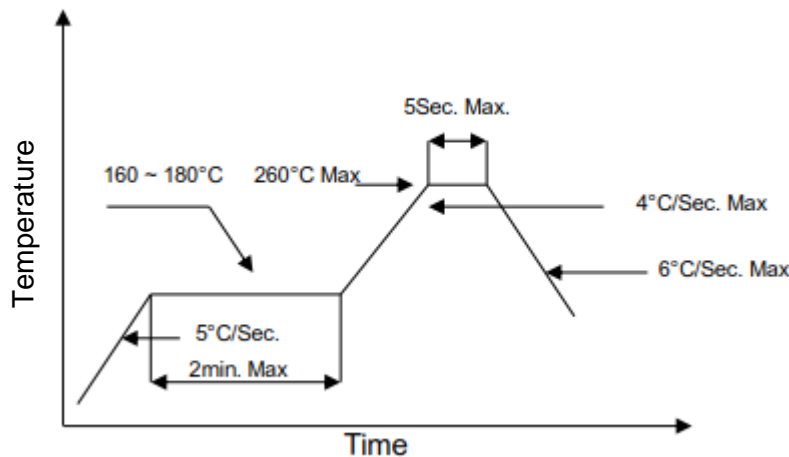 5Sec. Max.
160 ~ 180°C
260°C Max
4°C/Sec. Max
6°C/Sec. Max
5°C/Sec.
2min. Max
Temperature
Time